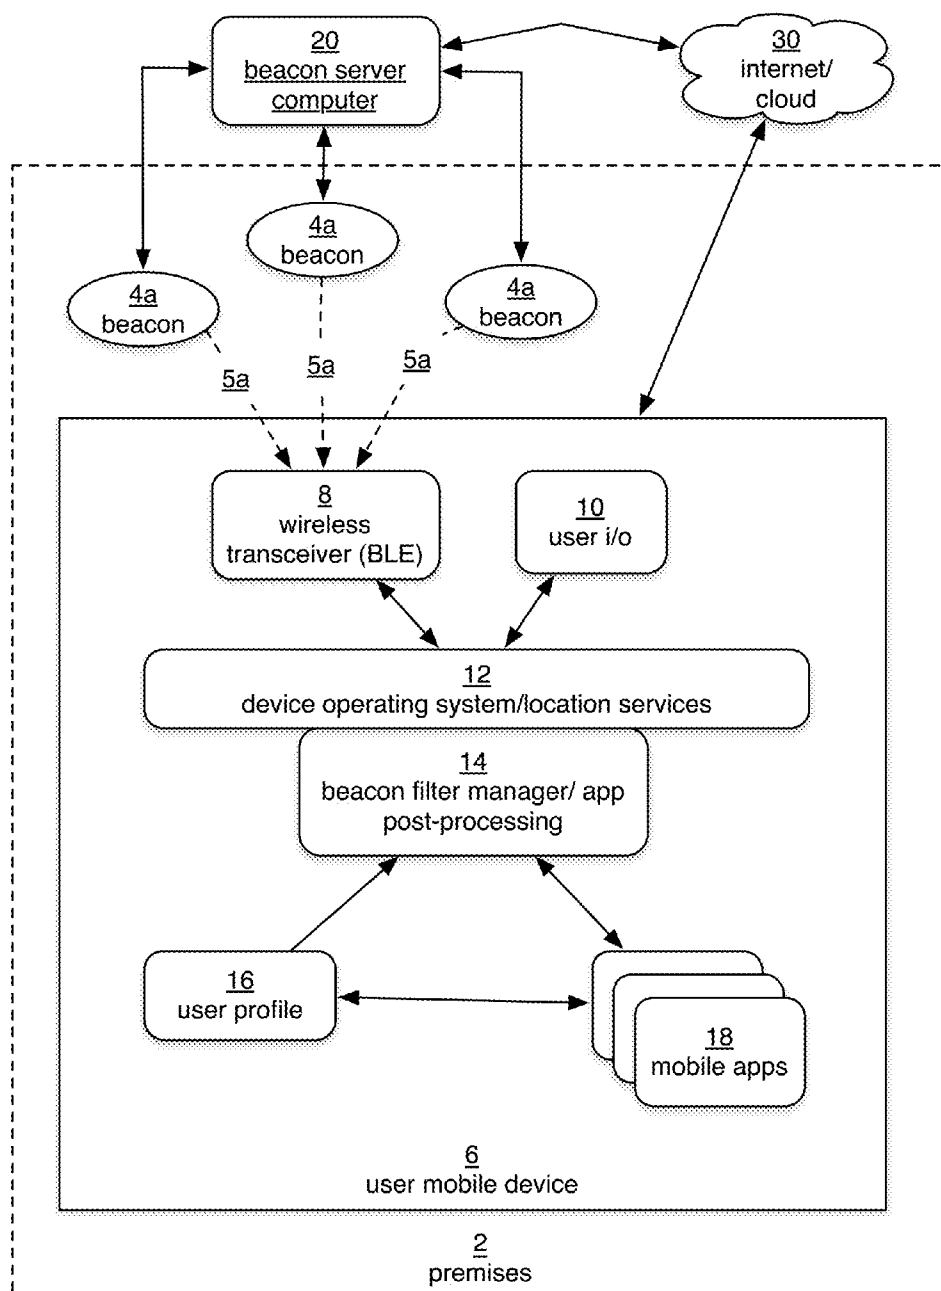 20
beacon server
computer
30
internet/
cloud
4a
beacon
4a
beacon
4a
beacon
5a
5a
5a
8
wireless
transceiver (BLE)
10
user i/o
12
device operating system/location services
14
beacon filter manager/ app
post-processing
16
user profile
18
mobile apps
6
user mobile device
2
premises